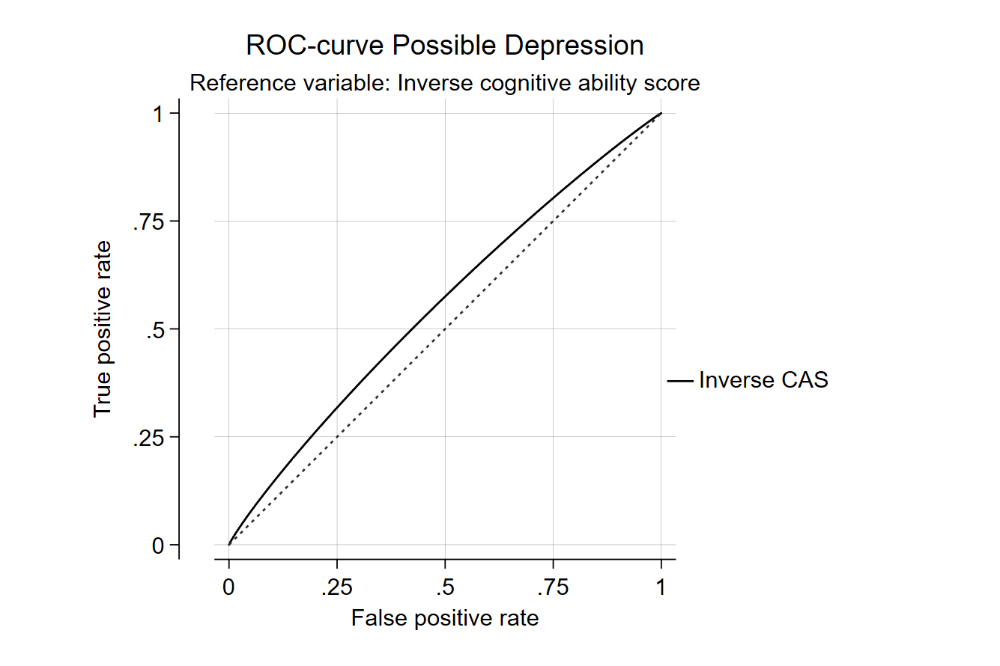 ROC-curve Possible Depression
Reference variable: Inverse cognitive ability score
1
.75
.5
.25
0
True positive rate
0 .25 .5 .75 1
False positive rate
Inverse CAS